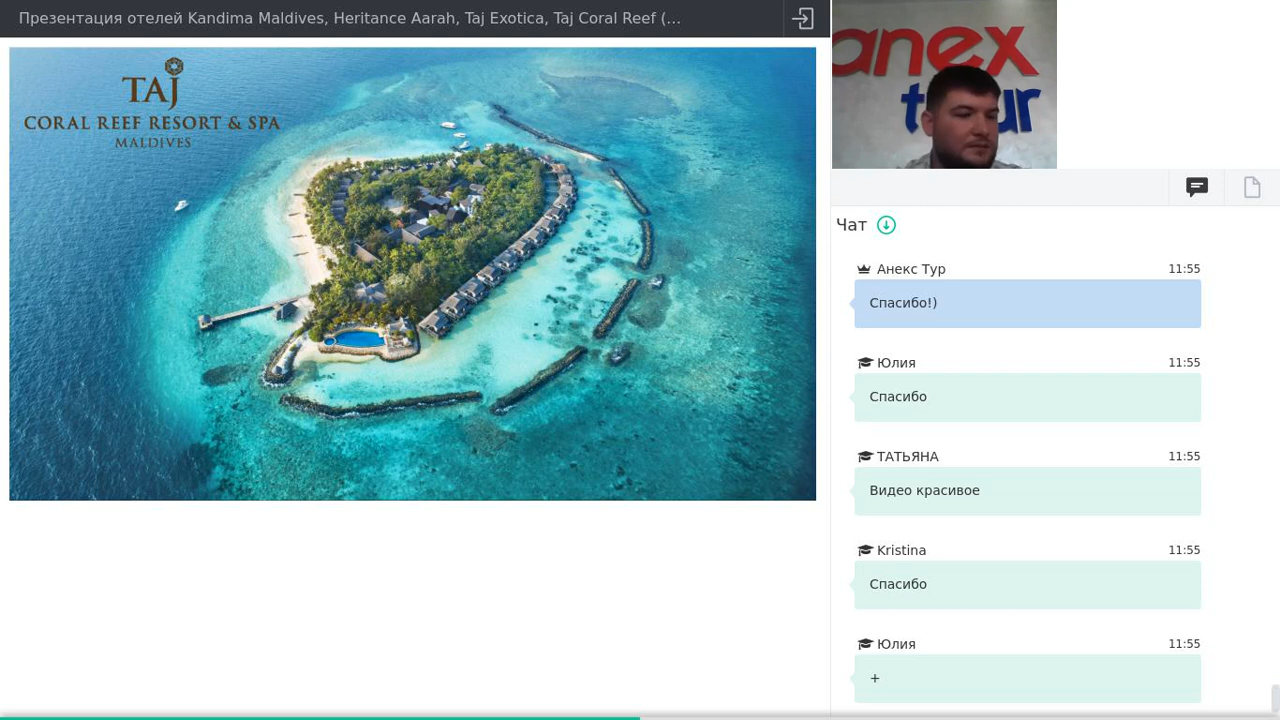 Презентация отелей Kandima Maldives, Heritance Aarah, Taj Exotica, Taj Coral Reef (...
TAJ
CORAL REEF RESORT & SPA
MALDIVES
anex
tour
Чат
Анекс Тур 11:55
Спасибо!)
Юлия 11:55
Спасибо
ТАТЬЯНА 11:55
Видео красивое
Kristina 11:55
Спасибо
Юлия 11:55
+